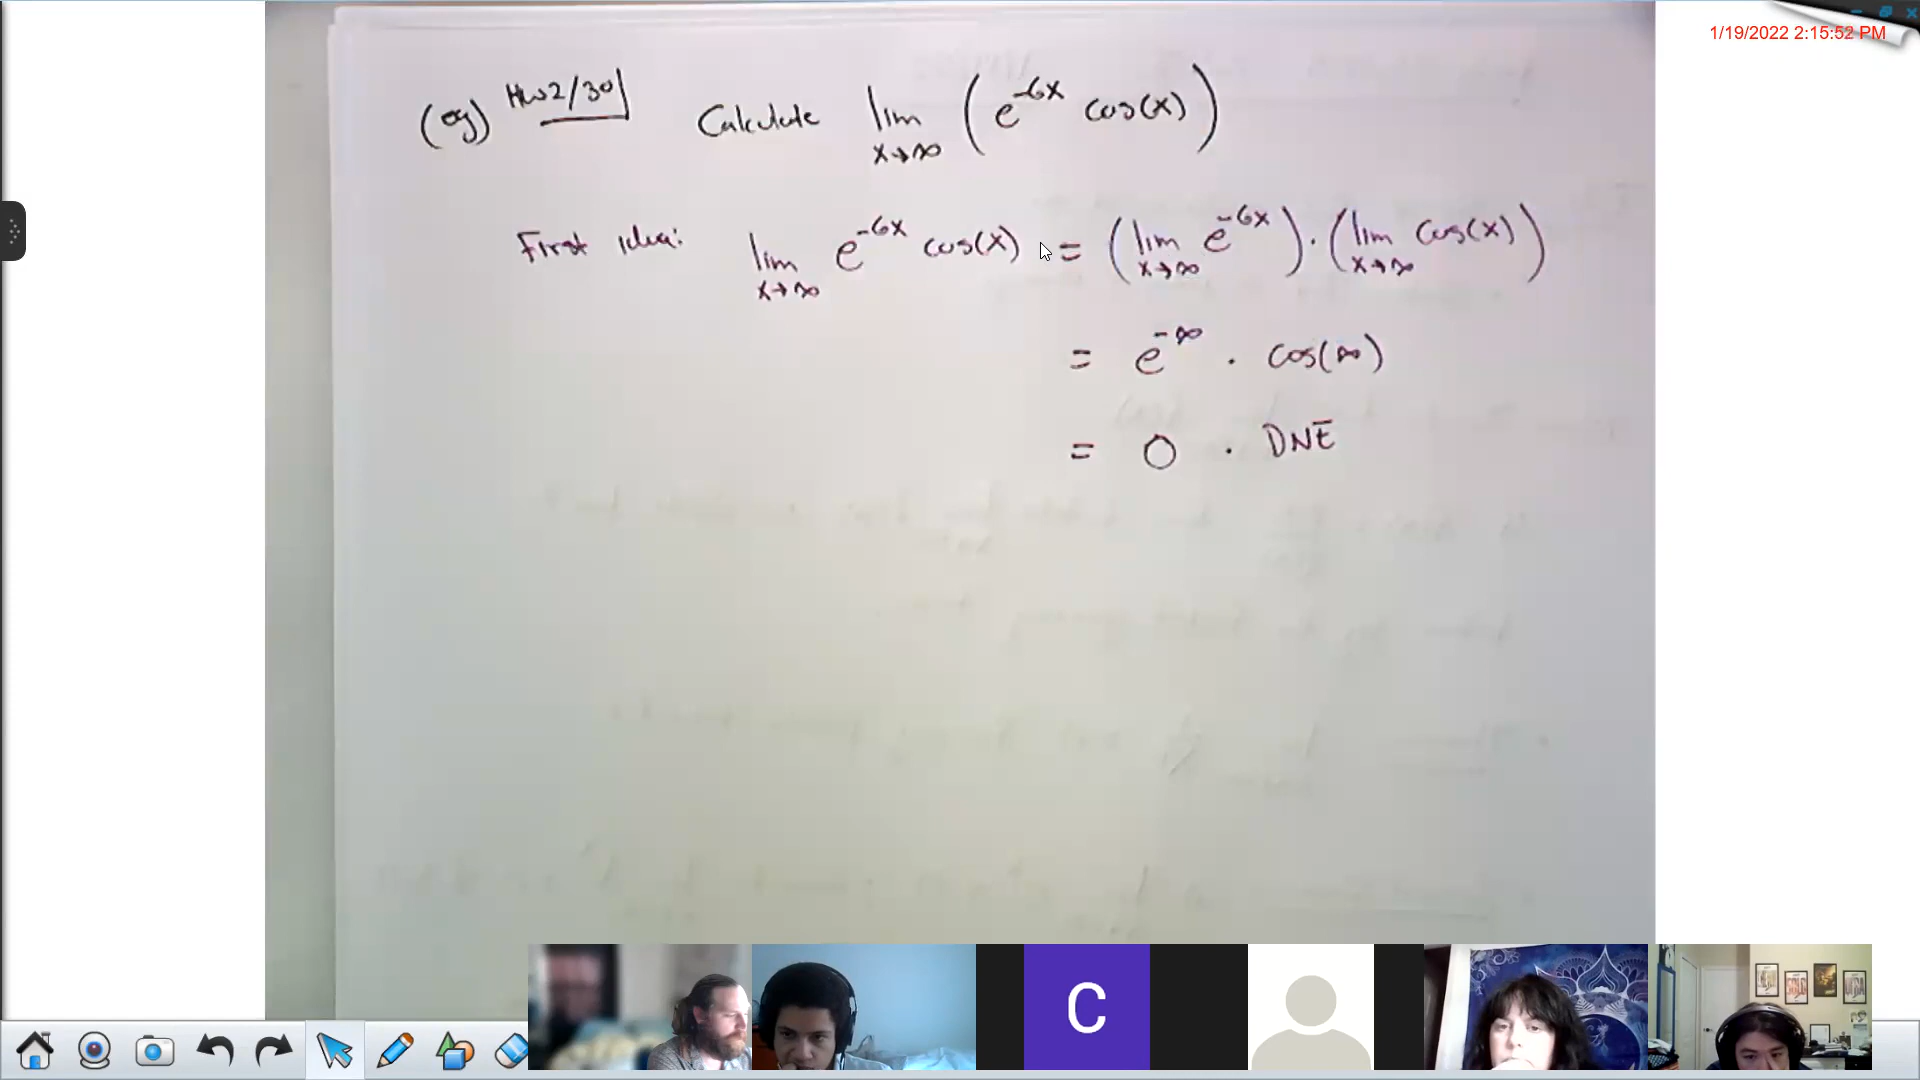 1/19/2022 2:15:52 PM
(eg) HW2/30 Calculate lim x→∞ (e^-6x cos(x))
First idea: lim x→∞ e^-6x cos(x) = (lim x→∞ e^-6x) · (lim x→∞ cos(x))
= e^-∞ · cos(∞)
= 0 · DNE
C